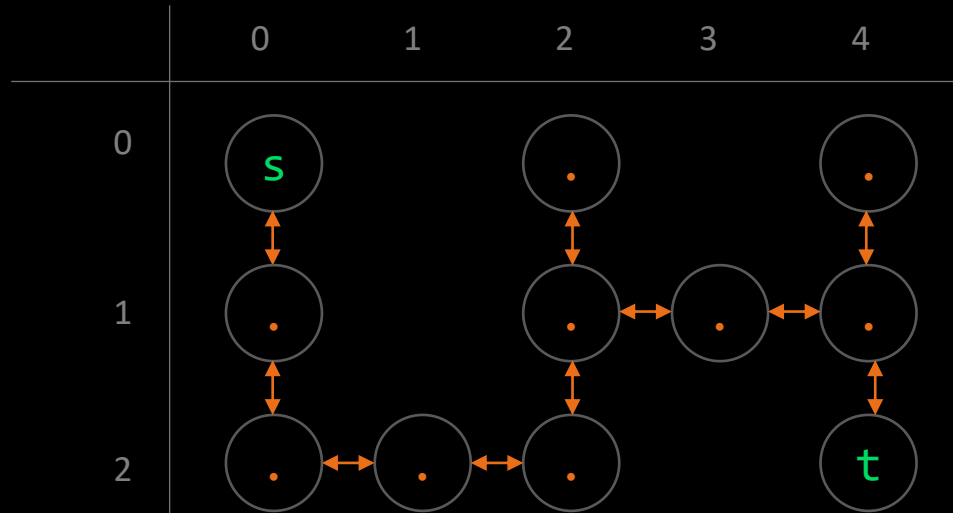 0 1 2 3 4
0 s . .
1 . . . .
2 . . . t